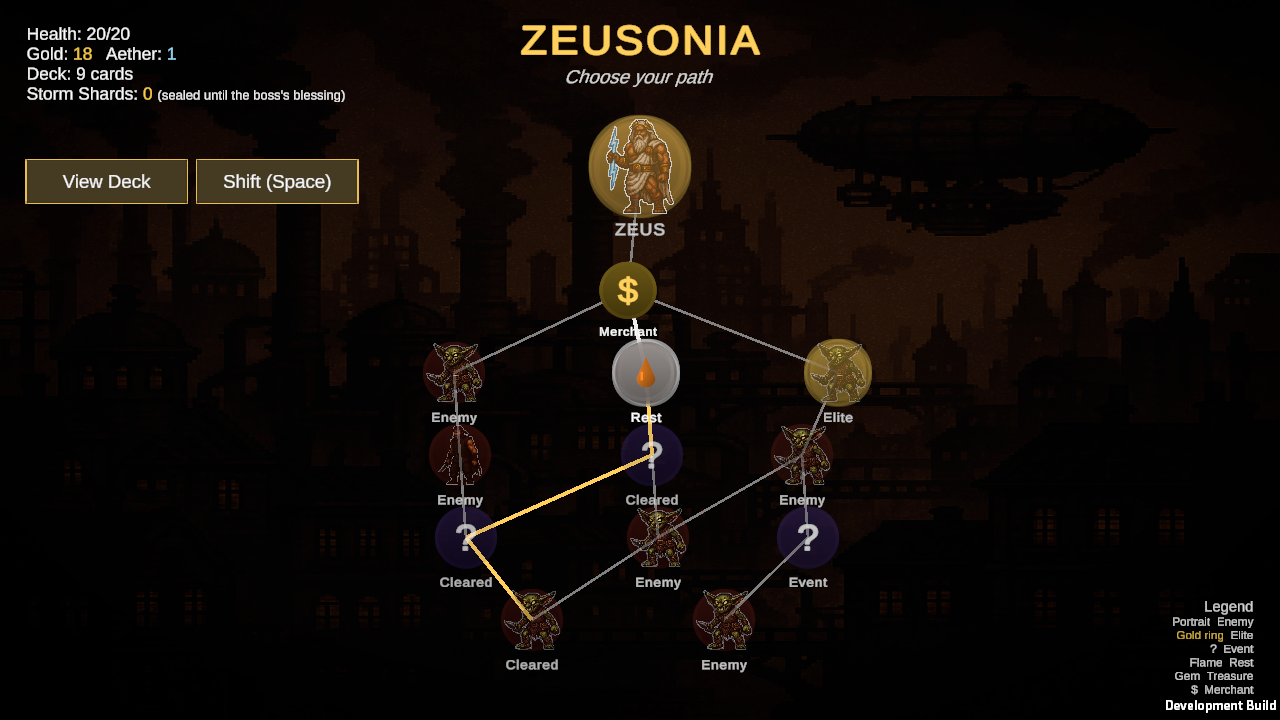 Health: 20/20
Gold: 18 Aether: 1
Deck: 9 cards
Storm Shards: 0 (sealed until the boss's blessing)
ZEUSONIA
Choose your path
View Deck
Shift (Space)
ZEUS
$
Merchant
Enemy
Rest
Elite
?
Enemy
Cleared
Enemy
?
?
Cleared
Enemy
Event
Cleared
Enemy
Legend
Portrait Enemy
Gold ring Elite
? Event
Flame Rest
Gem Treasure
$ Merchant
Development Build